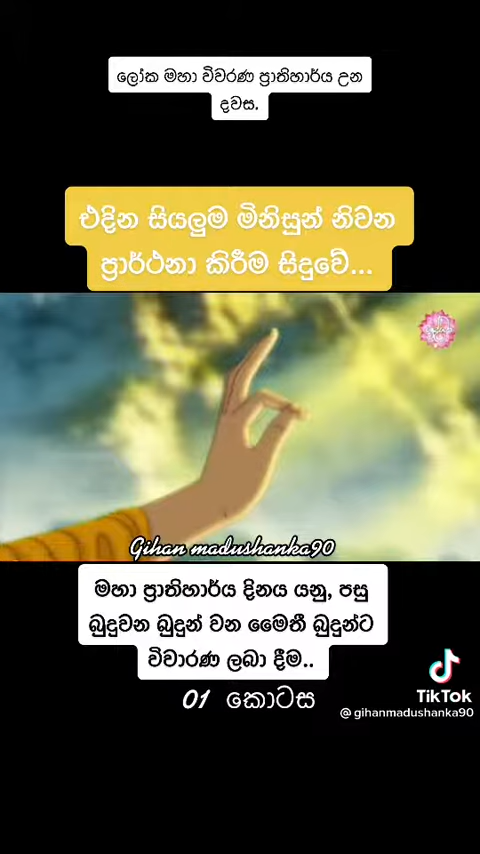 ලෝක මහා විවරණ ප්‍රාතිහාර්ය උන
දවස.
එදින සියලුම මිනිසුන් නිවන
ප්‍රාර්ථනා කිරීම සිදුවේ...
Gihan madushanka90
මහා ප්‍රාතිහාර්ය දිනය යනු, පසු
බුදුවන බුදුන් වන මෛතී බුදුන්ට
විවාරණ ලබා දීම..
01 කොටස
TikTok
@gihanmadushanka90